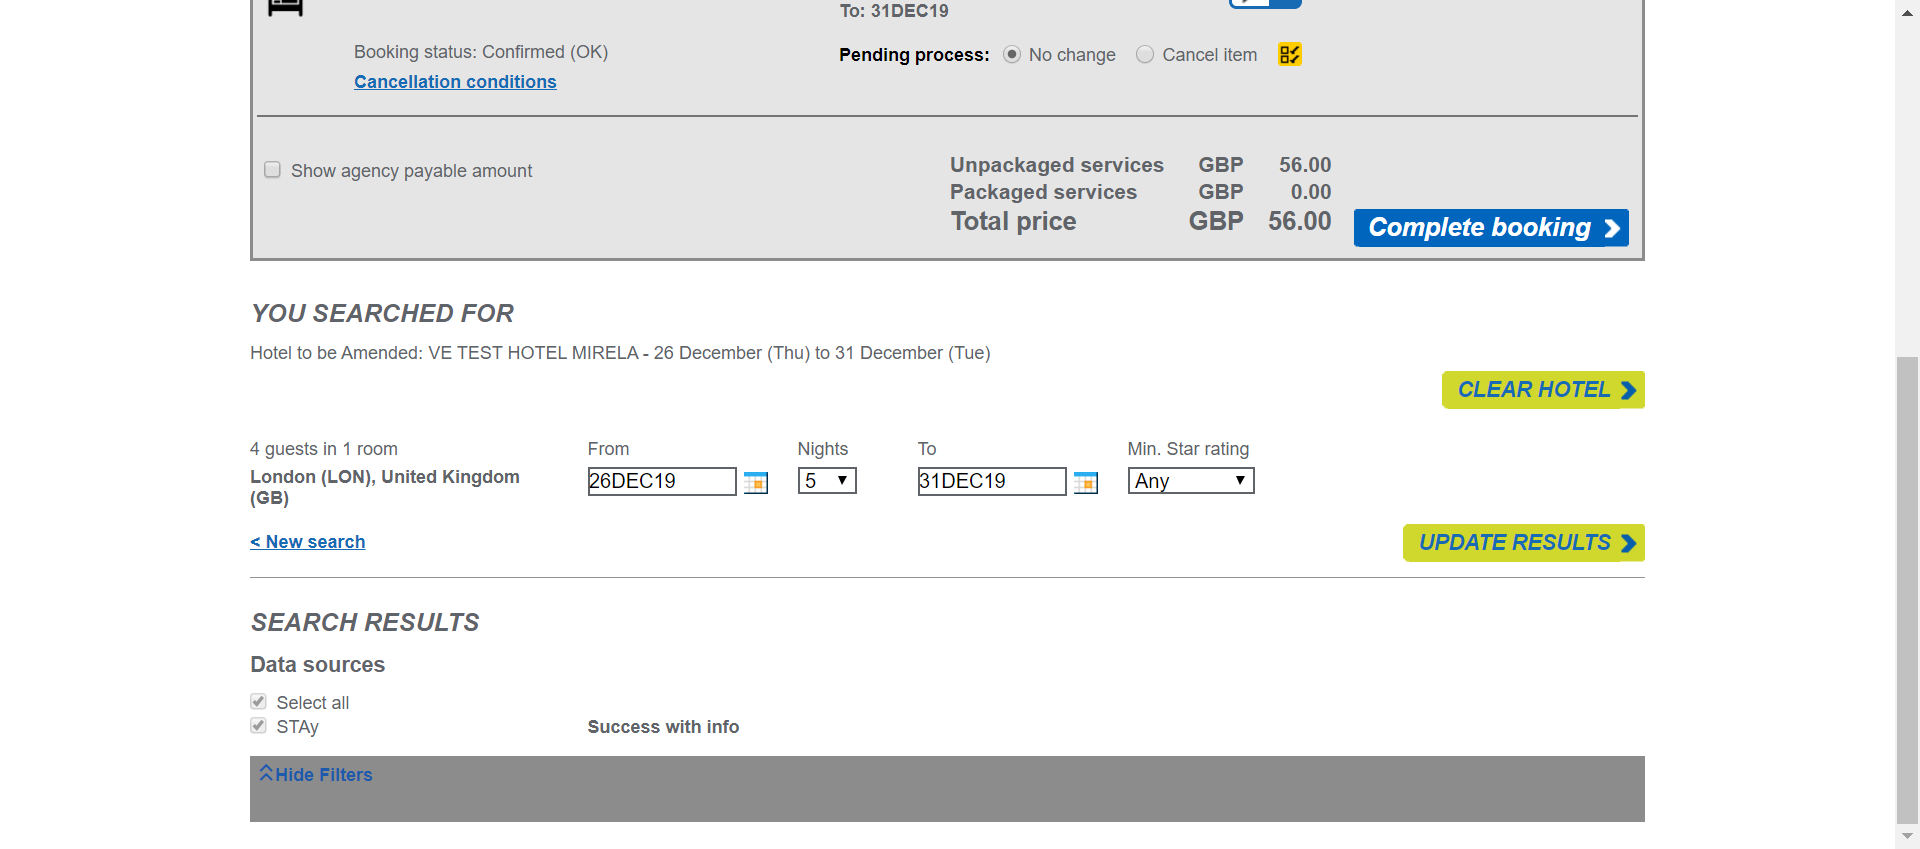 To: 31DEC19
Booking status: Confirmed (OK)
Pending process: No change Cancel item
Cancellation conditions
Show agency payable amount
Unpackaged services GBP 56.00
Packaged services GBP 0.00
Total price GBP 56.00
Complete booking
YOU SEARCHED FOR
Hotel to be Amended: VE TEST HOTEL MIRELA - 26 December (Thu) to 31 December (Tue)
CLEAR HOTEL
4 guests in 1 room From Nights To Min. Star rating
London (LON), United Kingdom
(GB)
26DEC19 5 31DEC19 Any
< New search
UPDATE RESULTS
SEARCH RESULTS
Data sources
Select all
STAy Success with info
Hide Filters